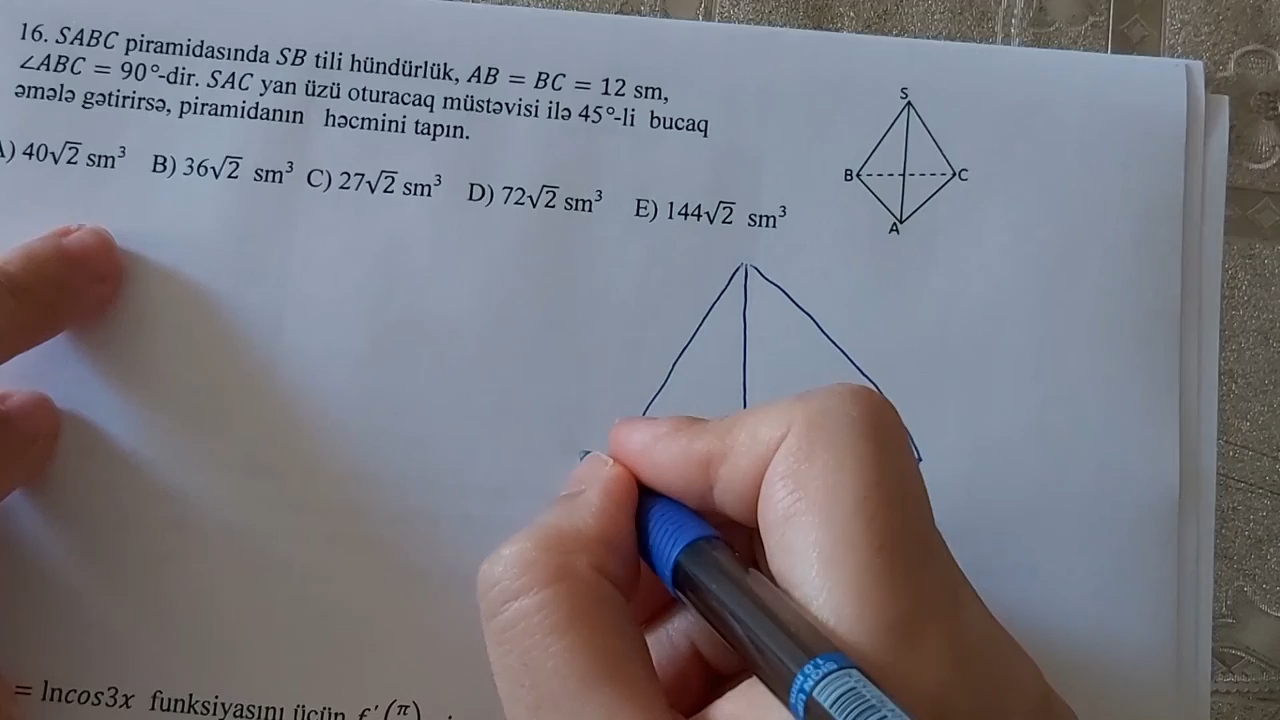 16. SABC piramidasında SB tili hündürlük, AB = BC = 12 sm,
∠ABC = 90°-dir. SAC yan üzü oturacaq müstəvisi ilə 45°-li bucaq
əmələ gətirirsə, piramidanın həcmini tapın.
A) 40√2 sm³ B) 36√2 sm³ C) 27√2 sm³ D) 72√2 sm³ E) 144√2 sm³
S
B C
A
= lncos3x funksiyasını üçün f′(π)